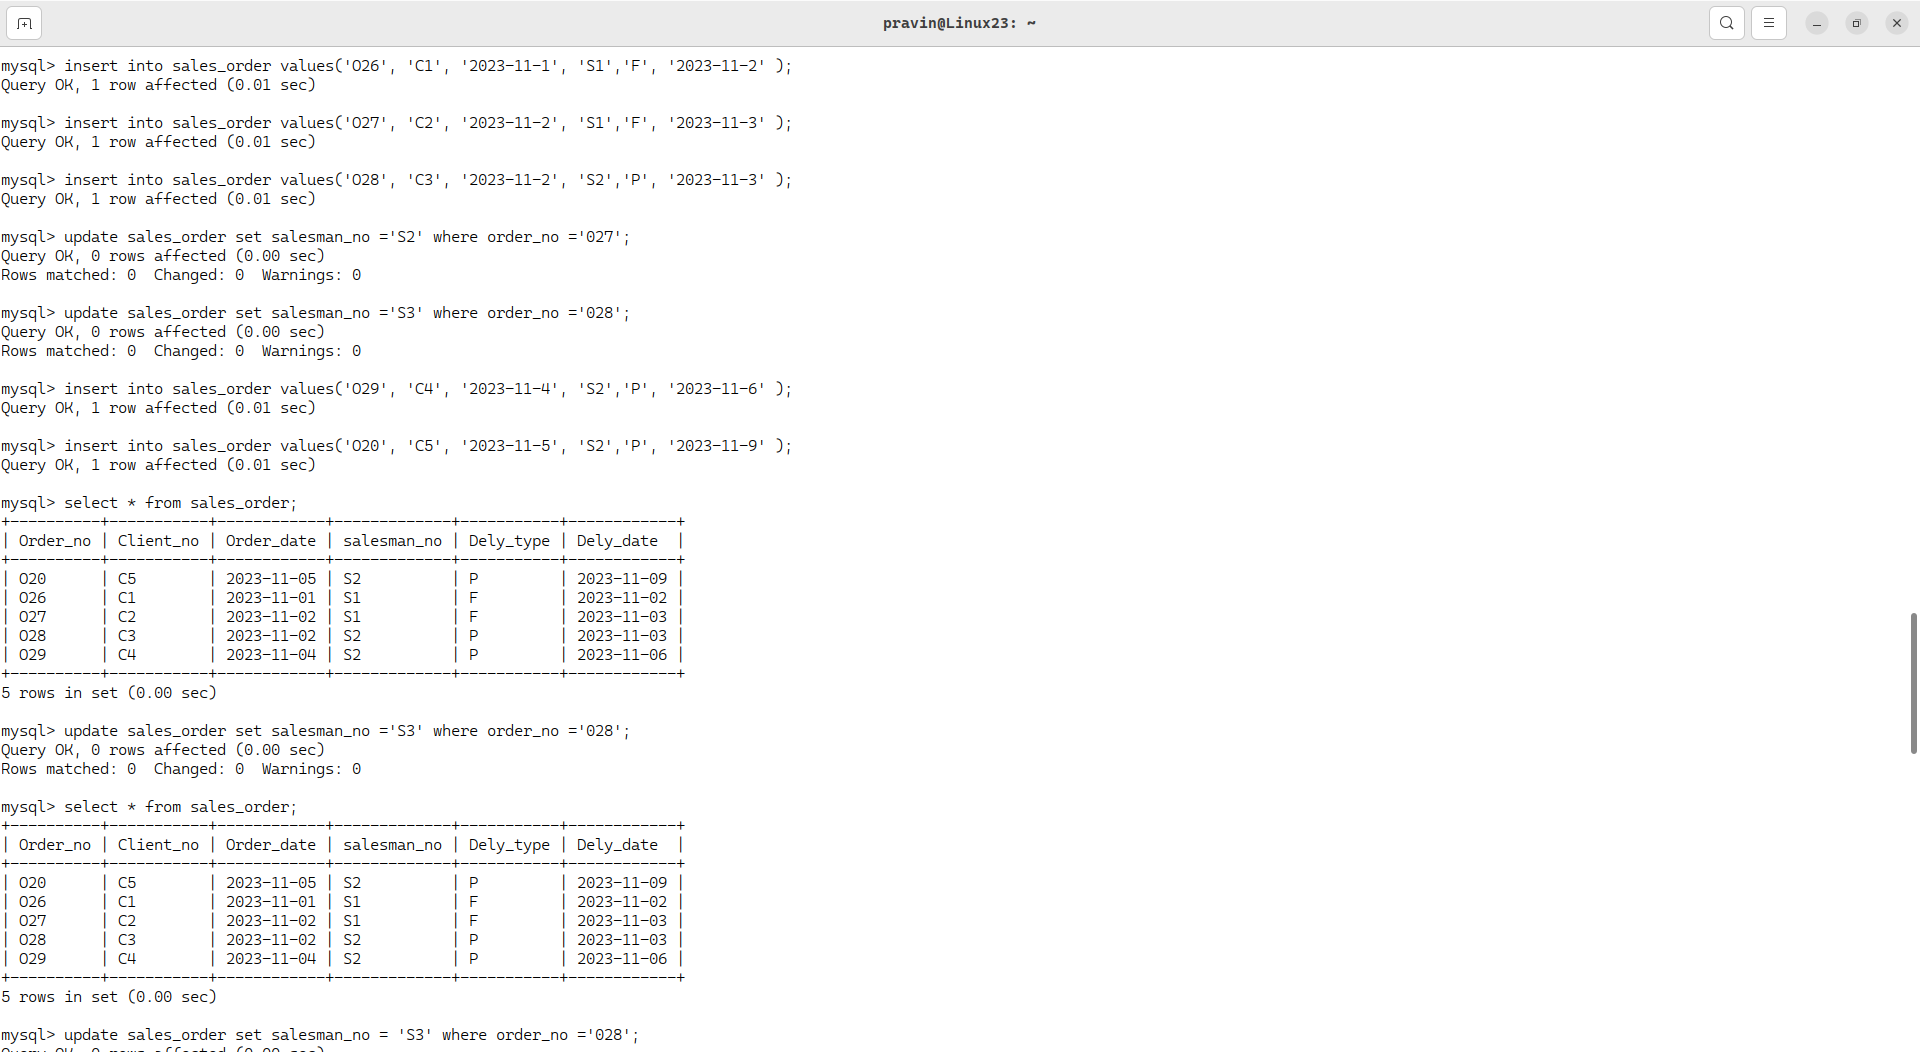 pravin@Linux23: ~
mysql> insert into sales_order values('O26', 'C1', '2023-11-1', 'S1','F', '2023-11-2' );
Query OK, 1 row affected (0.01 sec)
mysql> insert into sales_order values('O27', 'C2', '2023-11-2', 'S1','F', '2023-11-3' );
Query OK, 1 row affected (0.01 sec)
mysql> insert into sales_order values('O28', 'C3', '2023-11-2', 'S2','P', '2023-11-3' );
Query OK, 1 row affected (0.01 sec)
mysql> update sales_order set salesman_no ='S2' where order_no ='027';
Query OK, 0 rows affected (0.00 sec)
Rows matched: 0  Changed: 0  Warnings: 0
mysql> update sales_order set salesman_no ='S3' where order_no ='028';
Query OK, 0 rows affected (0.00 sec)
Rows matched: 0  Changed: 0  Warnings: 0
mysql> insert into sales_order values('O29', 'C4', '2023-11-4', 'S2','P', '2023-11-6' );
Query OK, 1 row affected (0.01 sec)
mysql> insert into sales_order values('O20', 'C5', '2023-11-5', 'S2','P', '2023-11-9' );
Query OK, 1 row affected (0.01 sec)
mysql> select * from sales_order;
+----------+-----------+------------+-------------+-----------+------------+
| Order_no | Client_no | Order_date | salesman_no | Dely_type | Dely_date  |
+----------+-----------+------------+-------------+-----------+------------+
| O20      | C5        | 2023-11-05 | S2          | P         | 2023-11-09 |
| O26      | C1        | 2023-11-01 | S1          | F         | 2023-11-02 |
| O27      | C2        | 2023-11-02 | S1          | F         | 2023-11-03 |
| O28      | C3        | 2023-11-02 | S2          | P         | 2023-11-03 |
| O29      | C4        | 2023-11-04 | S2          | P         | 2023-11-06 |
+----------+-----------+------------+-------------+-----------+------------+
5 rows in set (0.00 sec)
mysql> update sales_order set salesman_no ='S3' where order_no ='028';
Query OK, 0 rows affected (0.00 sec)
Rows matched: 0  Changed: 0  Warnings: 0
mysql> select * from sales_order;
+----------+-----------+------------+-------------+-----------+------------+
| Order_no | Client_no | Order_date | salesman_no | Dely_type | Dely_date  |
+----------+-----------+------------+-------------+-----------+------------+
| O20      | C5        | 2023-11-05 | S2          | P         | 2023-11-09 |
| O26      | C1        | 2023-11-01 | S1          | F         | 2023-11-02 |
| O27      | C2        | 2023-11-02 | S1          | F         | 2023-11-03 |
| O28      | C3        | 2023-11-02 | S2          | P         | 2023-11-03 |
| O29      | C4        | 2023-11-04 | S2          | P         | 2023-11-06 |
+----------+-----------+------------+-------------+-----------+------------+
5 rows in set (0.00 sec)
mysql> update sales_order set salesman_no = 'S3' where order_no ='028';
Query OK, 0 rows affected (0.00 sec)